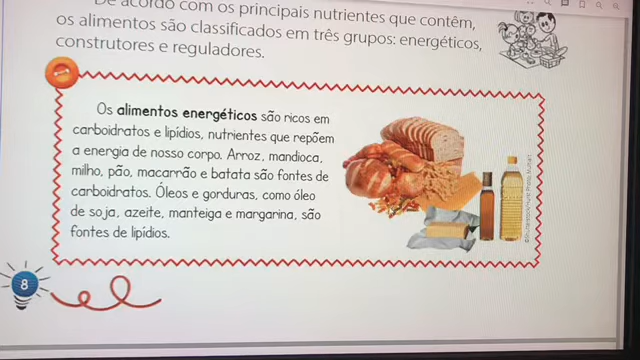 De acordo com os principais nutrientes que contêm,
os alimentos são classificados em três grupos: energéticos,
construtores e reguladores.
Os alimentos energéticos são ricos em
carboidratos e lipídios, nutrientes que repõem
a energia de nosso corpo. Arroz, mandioca,
milho, pão, macarrão e batata são fontes de
carboidratos. Óleos e gorduras, como óleo
de soja, azeite, manteiga e margarina, são
fontes de lipídios.
8